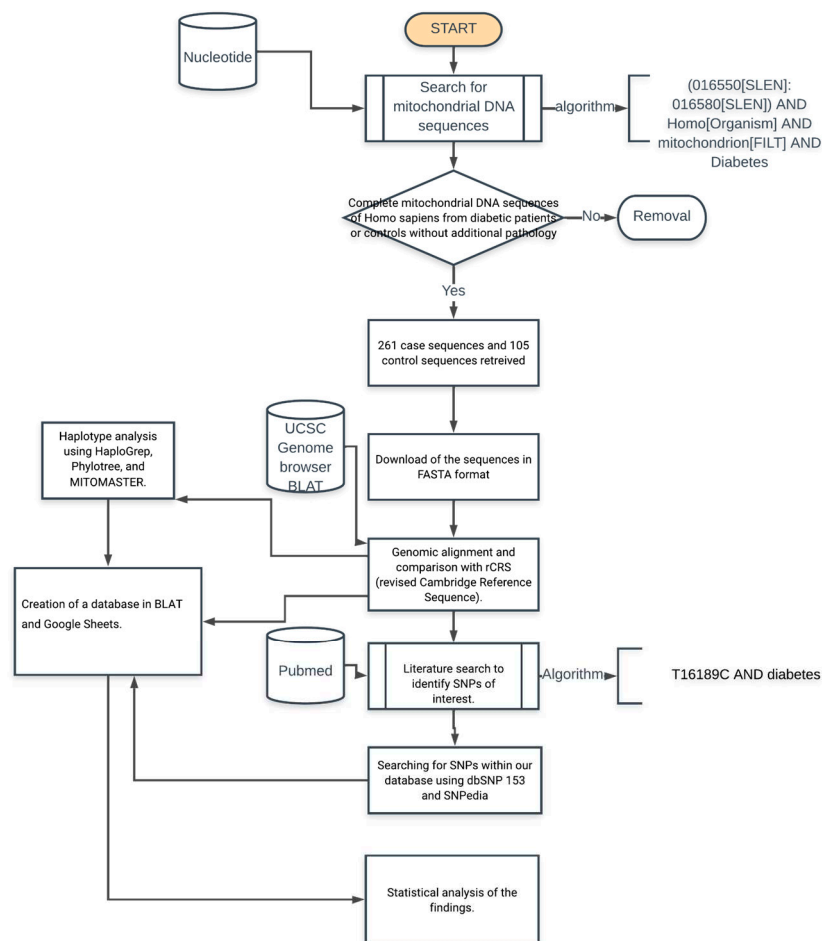 START
Nucleotide
Search for
mitochondrial DNA
sequences
algorithm
(016550[SLEN]:
016580[SLEN]) AND
Homo[Organism] AND
mitochondrion[FILT] AND
Diabetes
Complete mitochondrial DNA sequences
of Homo sapiens from diabetic patients
or controls without additional pathology
No
Removal
Yes
261 case sequences and 105
control sequences retreived
UCSC
Genome
browser
BLAT
Haplotype analysis
using HaploGrep,
Phylotree, and
MITOMASTER.
Download of the sequences in
FASTA format
Genomic alignment and
comparison with rCRS
(revised Cambridge Reference
Sequence).
Creation of a database in BLAT
and Google Sheets.
Pubmed
Literature search to
identify SNPs of
interest.
Algorithm
T16189C AND diabetes
Searching for SNPs within our
database using dbSNP 153
and SNPedia
Statistical analysis of the
findings.